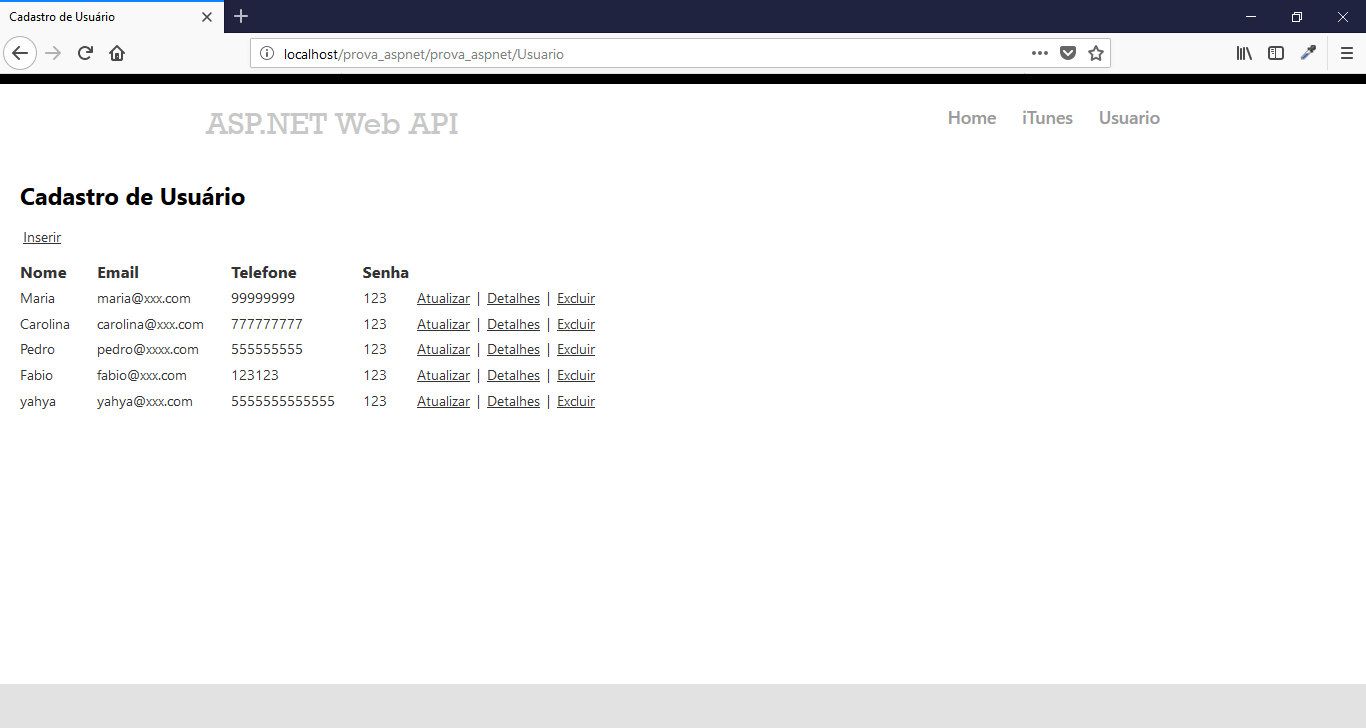 Cadastro de Usuário
localhost/prova_aspnet/prova_aspnet/Usuario
ASP.NET Web API
Home iTunes Usuario
Cadastro de Usuário
Inserir
Nome Email Telefone Senha
Maria maria@xxx.com 99999999 123 Atualizar | Detalhes | Excluir
Carolina carolina@xxx.com 777777777 123 Atualizar | Detalhes | Excluir
Pedro pedro@xxxx.com 555555555 123 Atualizar | Detalhes | Excluir
Fabio fabio@xxx.com 123123 123 Atualizar | Detalhes | Excluir
yahya yahya@xxx.com 5555555555555 123 Atualizar | Detalhes | Excluir